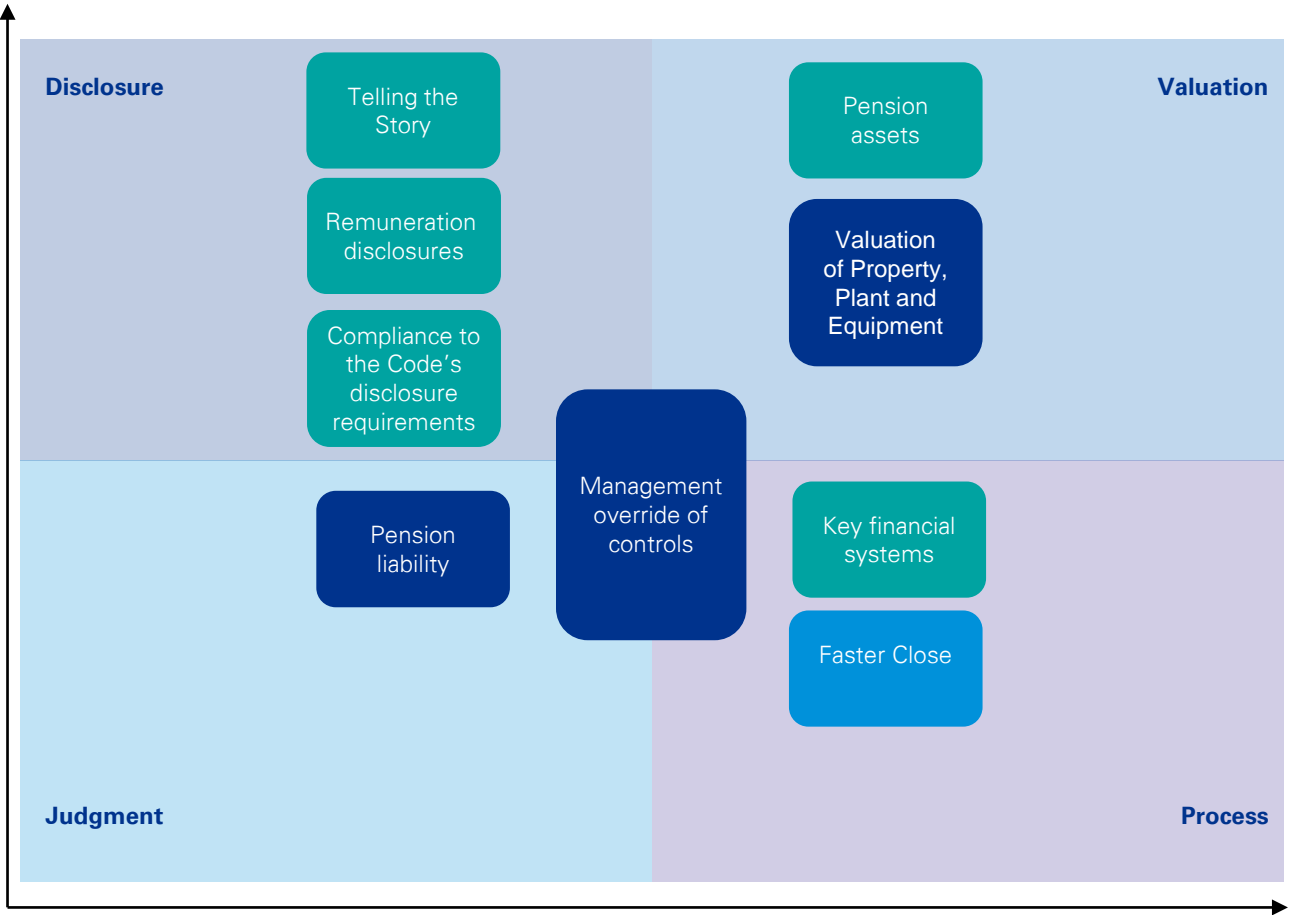 Disclosure
Telling the
Story
Remuneration
disclosures
Compliance to
the Code’s
disclosure
requirements
Valuation
Pension
assets
Valuation
of Property,
Plant and
Equipment
Management
override of
controls
Pension
liability
Judgment
Key financial
systems
Faster Close
Process